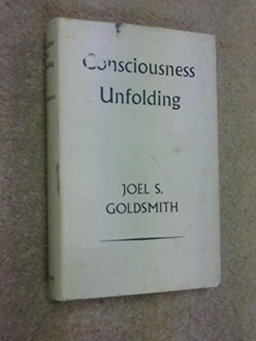 Consciousness
Unfolding
JOEL S.
GOLDSMITH